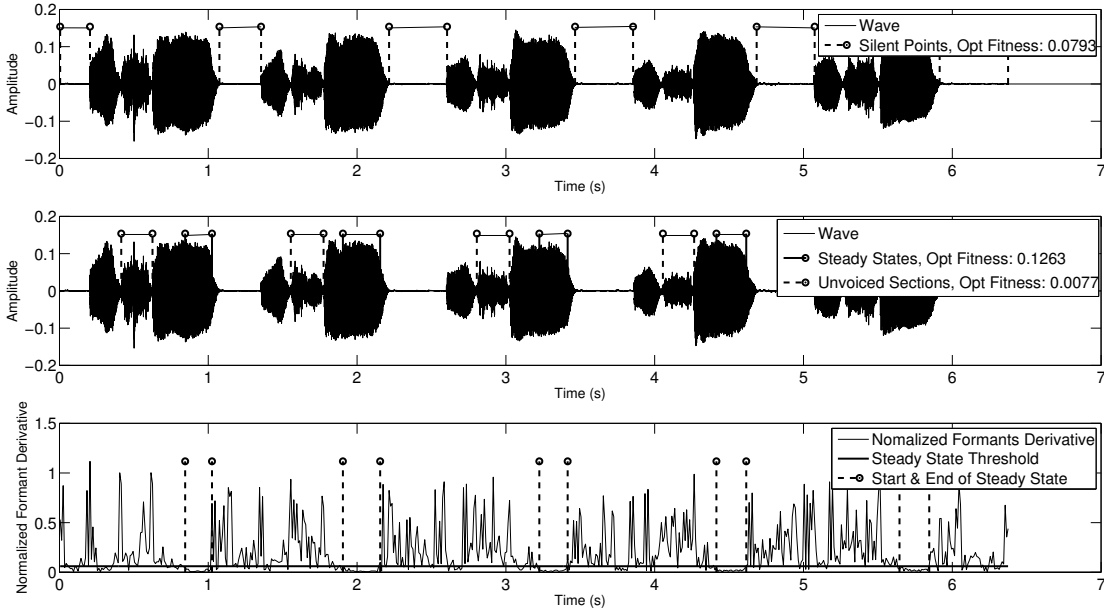 0.2
0.1
0
−0.1
−0.2
Amplitude
0 1 2 3 4 5 6 7
Time (s)
Wave
Silent Points, Opt Fitness: 0.0793
0.2
0.1
0
−0.1
−0.2
Amplitude
0 1 2 3 4 5 6 7
Time (s)
Wave
Steady States, Opt Fitness: 0.1263
Unvoiced Sections, Opt Fitness: 0.0077
1.5
1
0.5
0
Normalized Formant Derivative
0 1 2 3 4 5 6 7
Time (s)
Nomalized Formants Derivative
Steady State Threshold
Start & End of Steady State